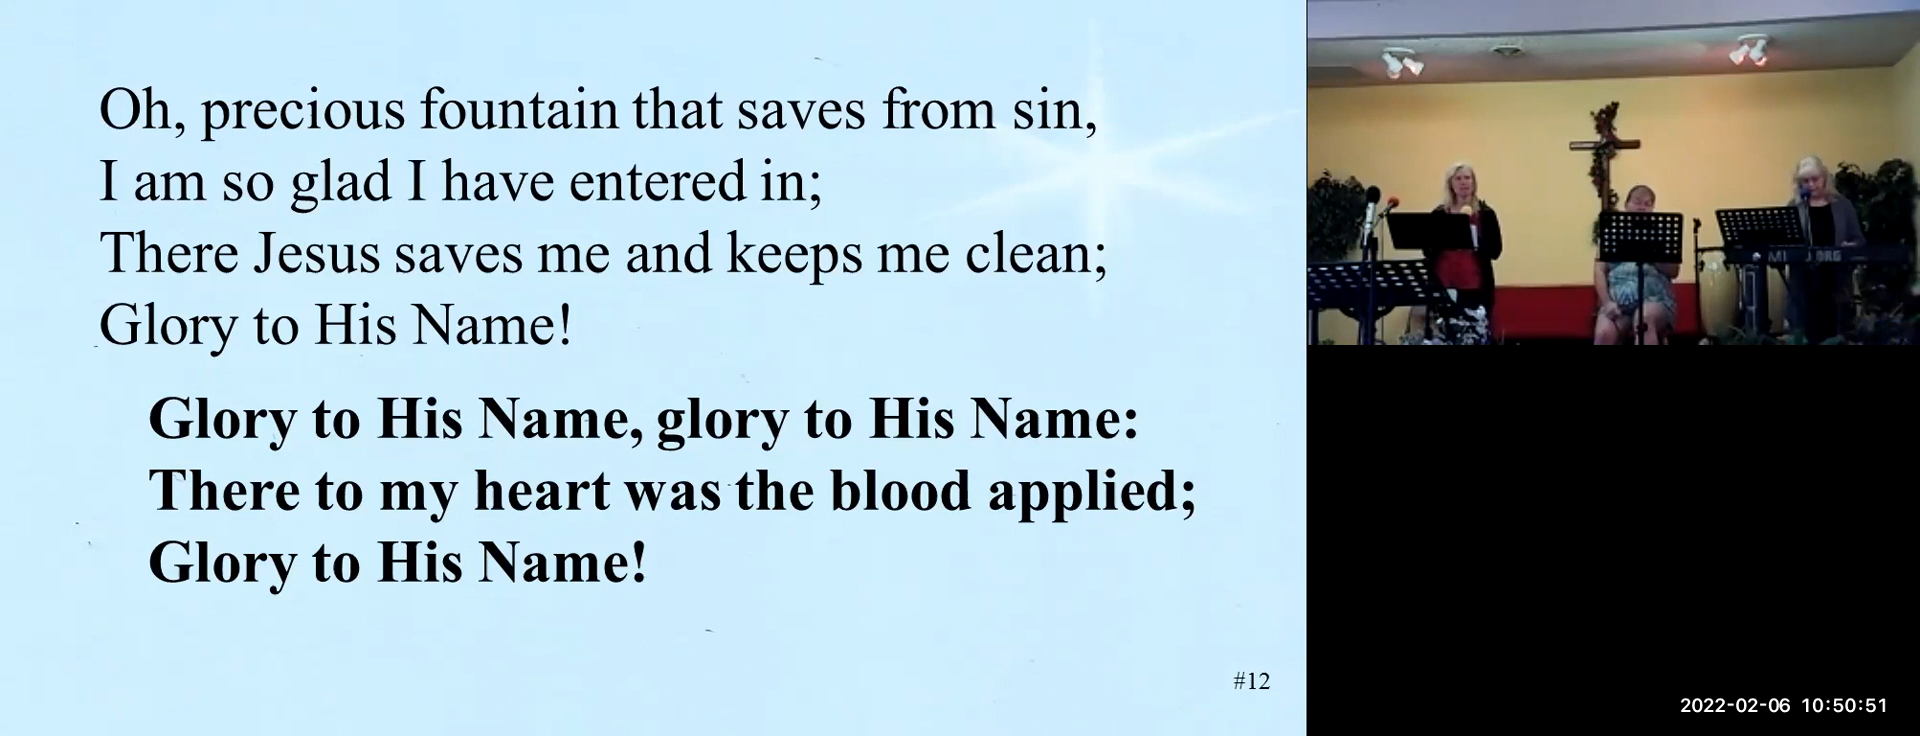 Oh, precious fountain that saves from sin,
I am so glad I have entered in;
There Jesus saves me and keeps me clean;
Glory to His Name!
Glory to His Name, glory to His Name:
There to my heart was the blood applied;
Glory to His Name!
#12
2022-02-06 10:50:51